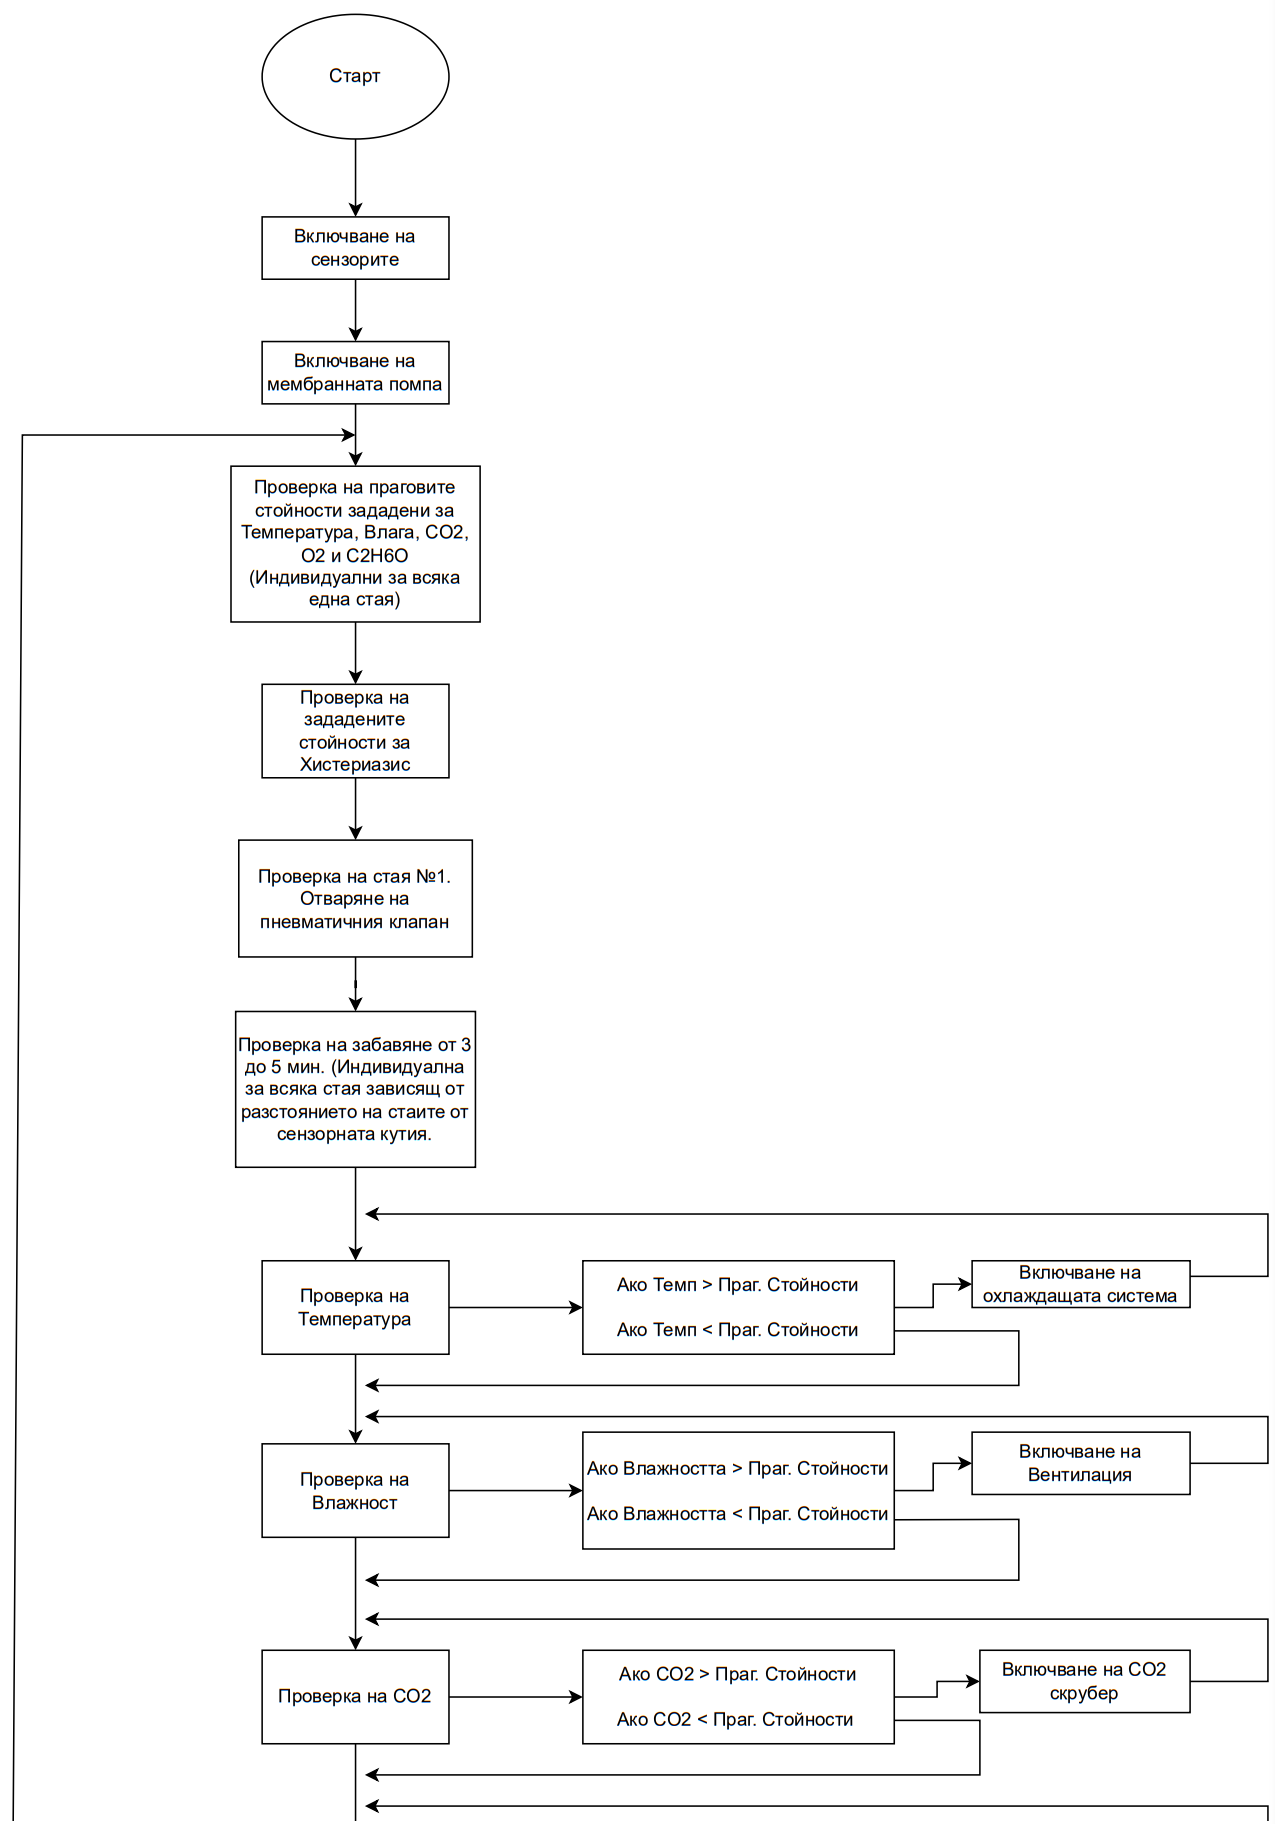 Старт
Включване на
сензорите
Включване на
мембранната помпа
Проверка на праговите
стойности зададени за
Температура, Влага, CO2,
O2 и C2H6O
(Индивидуални за всяка
една стая)
Проверка на
зададените
стойности за
Хистериазис
Проверка на стая №1.
Отваряне на
пневматичния клапан
Проверка на забавяне от 3
до 5 мин. (Индивидуална
за всяка стая зависящ от
разстоянието на стаите от
сензорната кутия.
Проверка на
Температура
Ако Темп > Праг. Стойности
Ако Темп < Праг. Стойности
Включване на
охлаждащата система
Проверка на
Влажност
Ако Влажността > Праг. Стойности
Ако Влажността < Праг. Стойности
Включване на
Вентилация
Проверка на CO2
Ако CO2 > Праг. Стойности
Ако CO2 < Праг. Стойности
Включване на CO2
скрубер